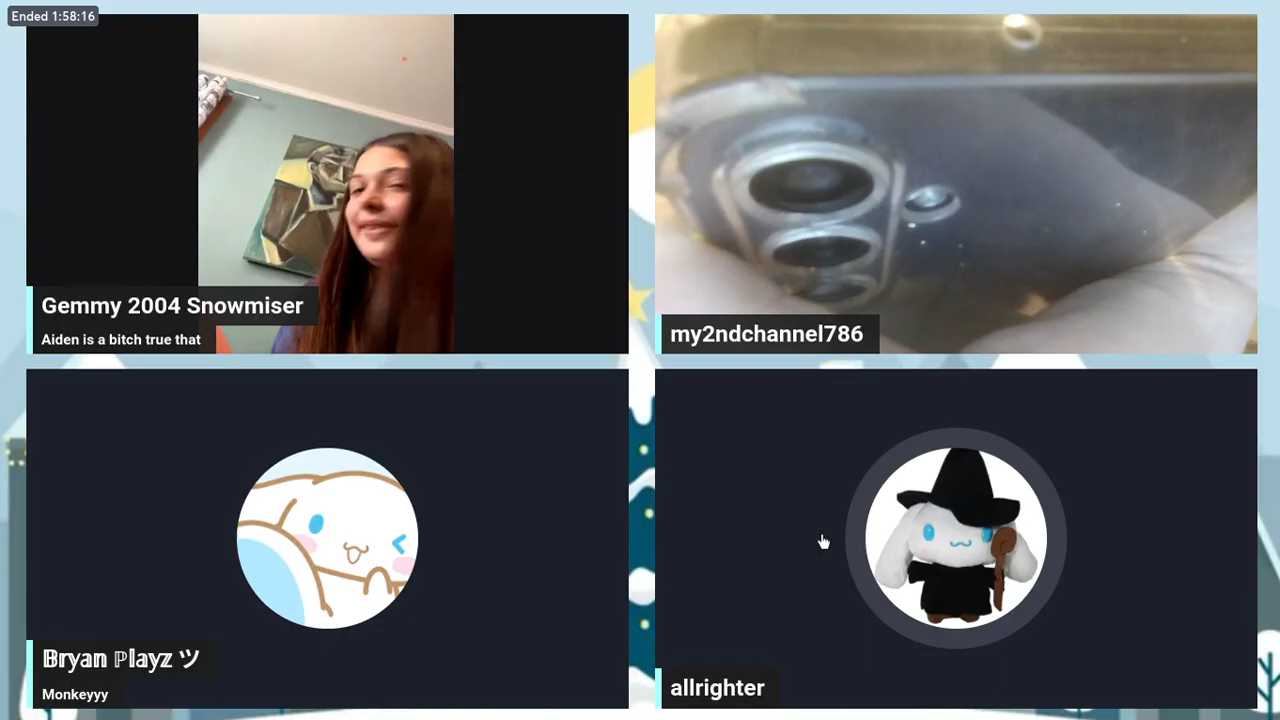 Ended 1:58:16
Gemmy 2004 Snowmiser
Aiden is a bitch true that
my2ndchannel786
𝔹ryan ℙlayz ツ
Monkeyyy
allrighter